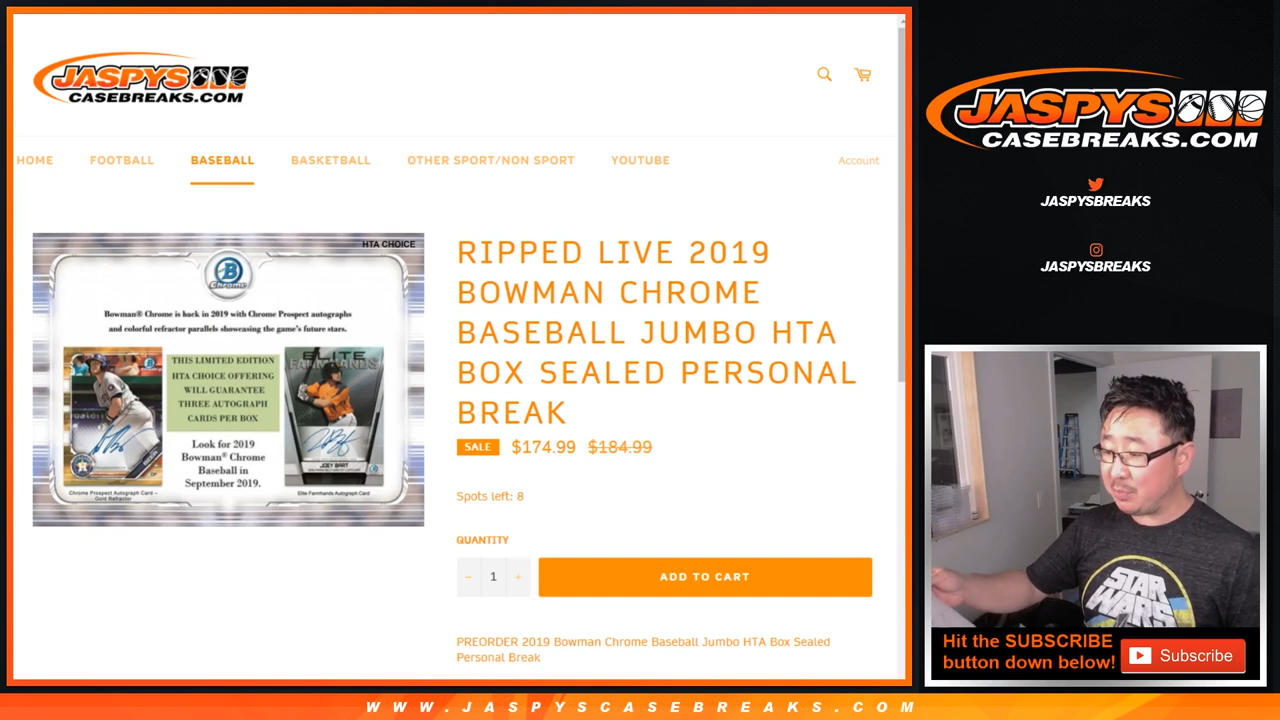 JASPYS
CASEBREAKS.COM
HOME FOOTBALL BASEBALL BASKETBALL OTHER SPORT/NON SPORT YOUTUBE Account
HTA CHOICE
B
Chrome
Bowman® Chrome is back in 2019 with Chrome Prospect autographs
and colorful refractor parallels showcasing the game's future stars.
THIS LIMITED EDITION
HTA CHOICE OFFERING
WILL GUARANTEE
THREE AUTOGRAPH
CARDS PER BOX
Look for 2019
Bowman® Chrome
Baseball in
September 2019.
ELITE
FARMHANDS
JOEY BART
Chrome Prospect Autograph Card –
Gold Refractor
Elite Farmhands Autograph Card
RIPPED LIVE 2019
BOWMAN CHROME
BASEBALL JUMBO HTA
BOX SEALED PERSONAL
BREAK
SALE $174.99 $184.99
Spots left: 8
QUANTITY
− 1 +
ADD TO CART
PREORDER 2019 Bowman Chrome Baseball Jumbo HTA Box Sealed
Personal Break
JASPYS
CASEBREAKS.COM
JASPYSBREAKS
JASPYSBREAKS
STAR
WARS
Hit the SUBSCRIBE
button down below!
Subscribe
WWW.JASPYSCASEBREAKS.COM